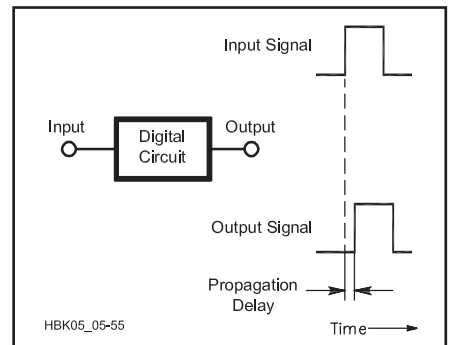 Input Signal
Input
Digital
Circuit
Output
Output Signal
Propagation
Delay
HBK05_05-55
Time